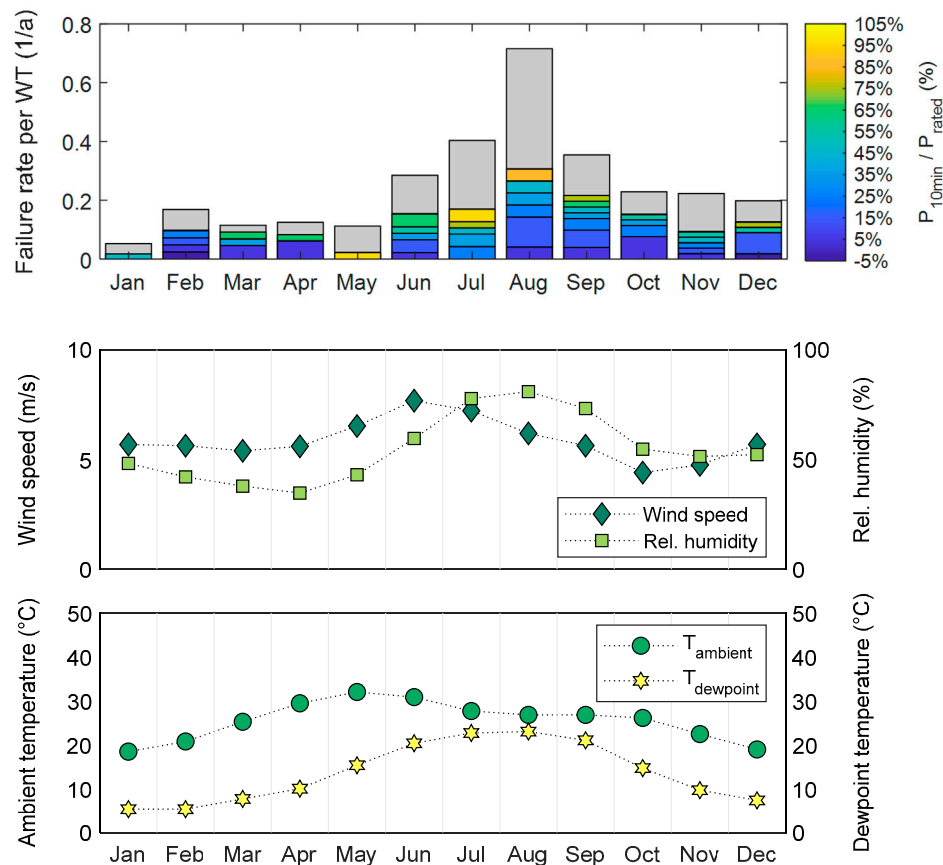 Failure rate per WT (1/a)
0.8
0.6
0.4
0.2
0
Jan Feb Mar Apr May Jun Jul Aug Sep Oct Nov Dec
105%
95%
85%
75%
65%
55%
45%
35%
25%
15%
5%
-5%
P_10min / P_rated (%)
Wind speed (m/s)
10
5
0
100
50
0
Rel. humidity (%)
Wind speed
Rel. humidity
Ambient temperature (°C)
50
40
30
20
10
0
50
40
30
20
10
0
Dewpoint temperature (°C)
T_ambient
T_dewpoint
Jan Feb Mar Apr May Jun Jul Aug Sep Oct Nov Dec